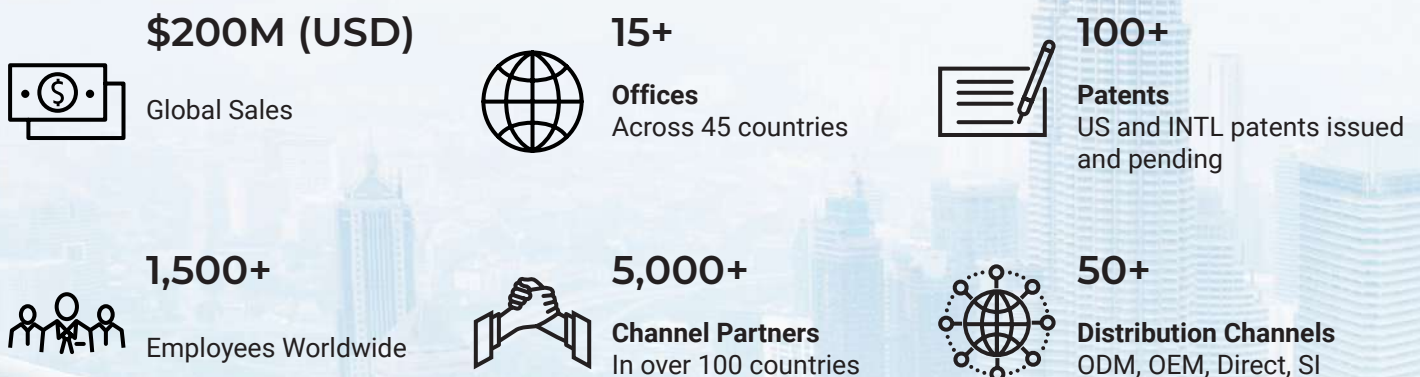 $200M (USD)
Global Sales
15+
Offices
Across 45 countries
100+
Patents
US and INTL patents issued
and pending
1,500+
Employees Worldwide
5,000+
Channel Partners
In over 100 countries
50+
Distribution Channels
ODM, OEM, Direct, SI